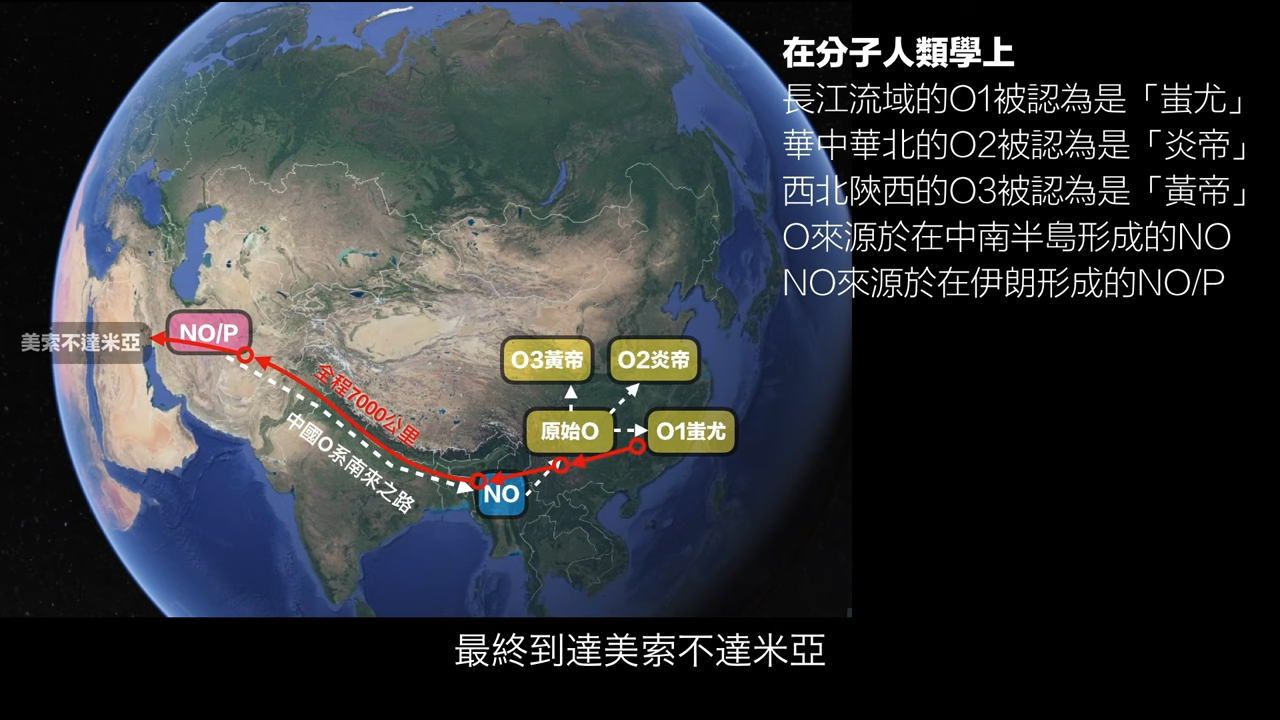 在分子人類學上
長江流域的O1被認為是「蚩尤」
華中華北的O2被認為是「炎帝」
西北陝西的O3被認為是「黃帝」
O來源於在中南半島形成的NO
NO來源於在伊朗形成的NO/P
美索不達米亞
NO/P
O3黃帝
O2炎帝
全程7000公里
中國O系南來之路
原始O
O1蚩尤
NO
最終到達美索不達米亞